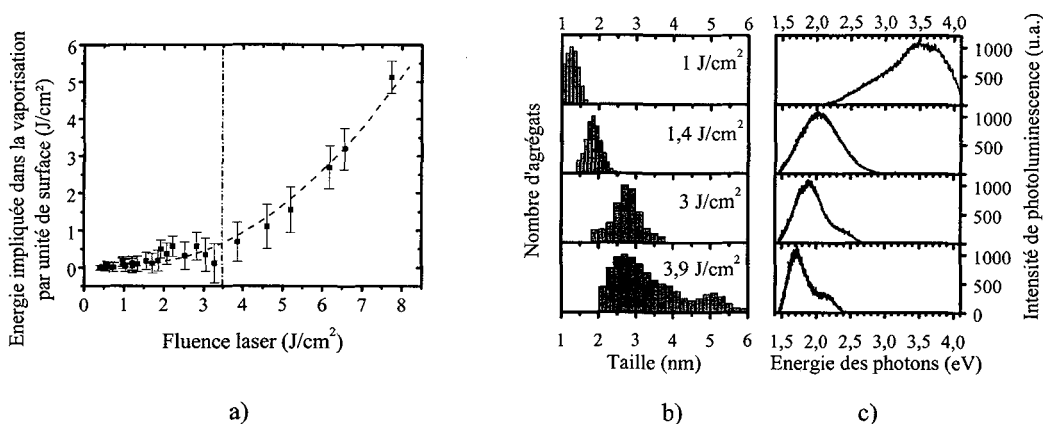 Energie impliquée dans la vaporisation
par unité de surface (J/cm²)
6
5
4
3
2
1
0
0 1 2 3 4 5 6 7 8
Fluence laser (J/cm²)
a)
1 2 3 4 5 6
Nombre d'agrégats
1 J/cm²
1,4 J/cm²
3 J/cm²
3,9 J/cm²
1 2 3 4 5 6
Taille (nm)
b)
1,5 2,0 2,5 3,0 3,5 4,0
1000
500
1000
500
1000
500
1000
500
0
Intensité de photoluminescence (u.a.)
1,5 2,0 2,5 3,0 3,5 4,0
Energie des photons (eV)
c)